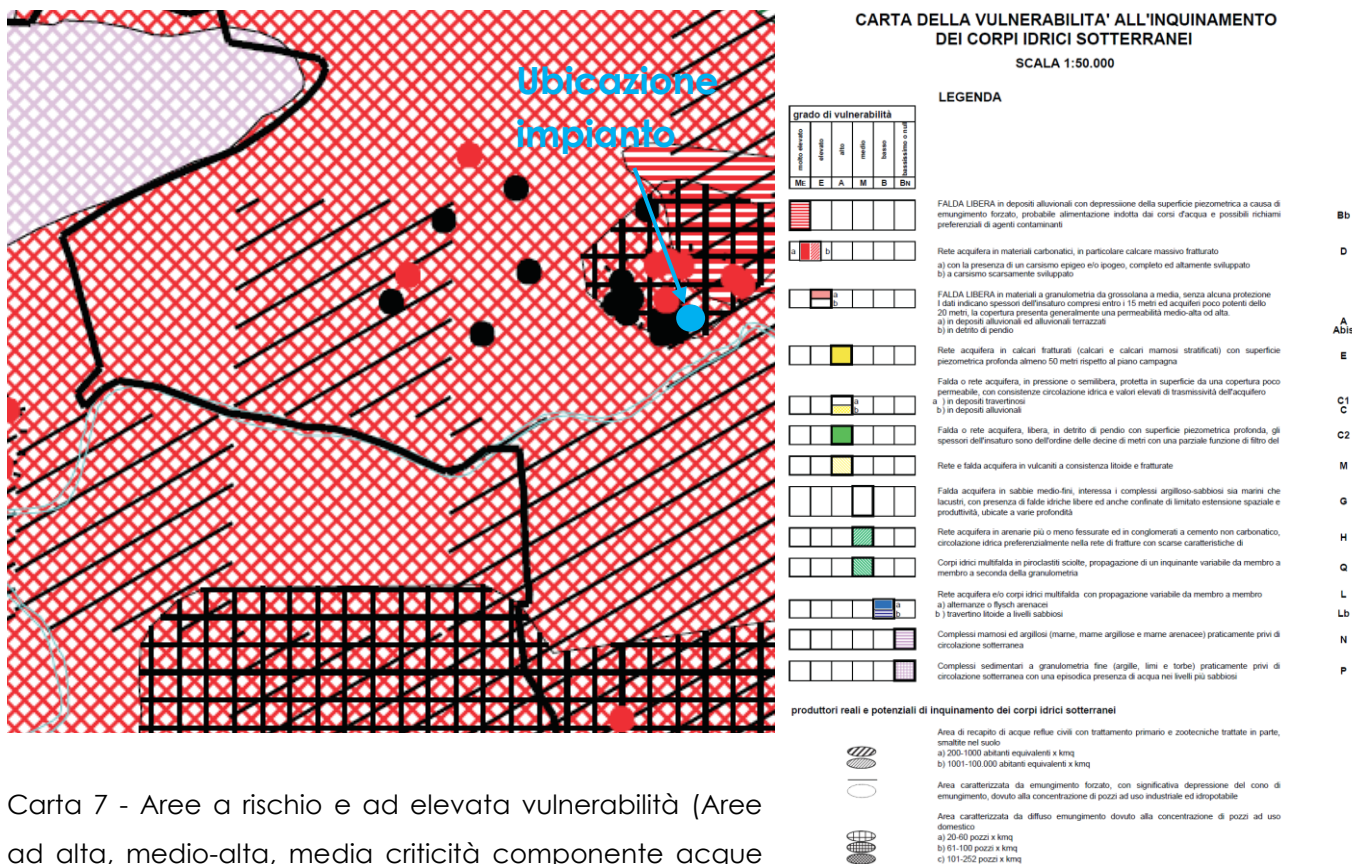 Ubicazione
impianto
CARTA DELLA VULNERABILITA' ALL'INQUINAMENTO
DEI CORPI IDRICI SOTTERRANEI
SCALA 1:50.000
LEGENDA
grado di vulnerabilità
molto elevato
elevato
alto
medio
basso
bassissimo o null
ME E A M B BN
FALDA LIBERA in depositi alluvionali con depressione della superficie piezometrica a causa di
emungimento forzato, probabile alimentazione indotta dai corsi d'acqua e possibili richiami
preferenziali di agenti contaminanti
Bb
a b
Rete acquifera in materiali carbonatici, in particolare calcare massivo fratturato
D
a) con la presenza di un carsismo epigeo e/o ipogeo, completo ed altamente sviluppato
b) a carsismo scarsamente sviluppato
a
b
FALDA LIBERA in materiali a granulometria da grossolana a media, senza alcuna protezione
I dati indicano spessori dell'insaturo compresi entro i 15 metri ed acquiferi poco potenti dello
20 metri, la copertura presenta generalmente una permeabilità medio-alta od alta.
a) in depositi alluvionali ed alluvionali terrazzati
b) in detrito di pendio
A
Abis
Rete acquifera in calcari fratturati (calcari e calcari marnosi stratificati) con superficie
piezometrica profonda almeno 50 metri rispetto al piano campagna
E
Falda o rete acquifera, in pressione o semilibera, protetta in superficie da una copertura poco
permeabile, con consistenze circolazione idrica e valori elevati di trasmissività dell'acquifero
a
b
a ) in depositi travertinosi
b ) in depositi alluvionali
C1
C
Falda o rete acquifera, libera, in detrito di pendio con superficie piezometrica profonda, gli
spessori dell'insaturo sono dell'ordine delle decine di metri con una parziale funzione di filtro del
C2
Rete e falda acquifera in vulcaniti a consistenza litoide e fratturate
M
Falda acquifera in sabbie medio-fini, interessa i complessi argilloso-sabbiosi sia marini che
lacustri, con presenza di falde idriche libere ed anche confinate di limitato estensione spaziale e
produttività, ubicate a varie profondità
G
Rete acquifera in arenarie più o meno fessurate ed in conglomerati a cemento non carbonatico,
circolazione idrica preferenzialmente nella rete di fratture con scarse caratteristiche di
H
Corpi idrici multifalda in piroclastiti sciolte, propagazione di un inquinante variabile da membro a
membro a seconda della granulometria
Q
Rete acquifera e/o corpi idrici multifalda con propagazione variabile da membro a membro
a) alternanze o flysch arenacei
b ) travertino litoide a livelli sabbiosi
a
b
L
Lb
Complessi marnosi ed argillosi (marne, marne argillose e marne arenacee) praticamente privi di
circolazione sotterranea
N
Complessi sedimentari a granulometria fine (argille, limi e torbe) praticamente privi di
circolazione sotterranea con una episodica presenza di acqua nei livelli più sabbiosi
P
produttori reali e potenziali di inquinamento dei corpi idrici sotterranei
Area di recapito di acque reflue civili con trattamento primario e zootecniche trattate in parte,
smaltite nel suolo
a) 200-1000 abitanti equivalenti x kmq
b) 1001-100.000 abitanti equivalenti x kmq
Area caratterizzata da emungimento forzato, con significativa depressione del cono di
emungimento, dovuto alla concentrazione di pozzi ad uso industriale ed idropotabile
Area caratterizzata da diffuso emungimento dovuto alla concentrazione di pozzi ad uso
domestico
a) 20-60 pozzi x kmq
b) 61-100 pozzi x kmq
c) 101-252 pozzi x kmq
Carta 7 - Aree a rischio e ad elevata vulnerabilità (Aree
ad alta, medio-alta, media criticità componente acque